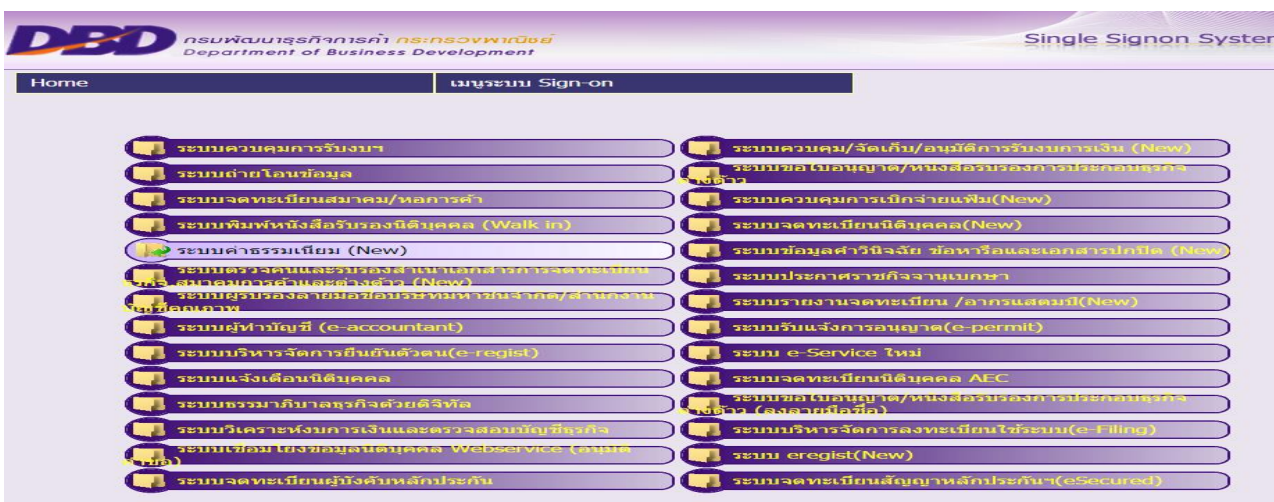 DBD
กรมพัฒนาธุรกิจการค้า กระทรวงพาณิชย์
Department of Business Development
Single Signon System
Home
เมนูระบบ Sign-on
ระบบควบคุมการรับงบฯ
ระบบถ่ายโอนข้อมูล
ระบบจดทะเบียนสมาคม/หอการค้า
ระบบพิมพ์หนังสือรับรองนิติบุคคล (Walk in)
ระบบค่าธรรมเนียม (New)
ระบบตรวจค้นและรับรองสำเนาเอกสารการจดทะเบียน
ธุรกิจ สมาคมการค้าและต่างด้าว (New)
ระบบผู้รับรองลายมือชื่อบริษัทมหาชนจำกัด/สำนักงาน
บัญชีคุณภาพ
ระบบผู้ทำบัญชี (e-accountant)
ระบบบริหารจัดการยืนยันตัวตน(e-regist)
ระบบแจ้งเตือนนิติบุคคล
ระบบธรรมาภิบาลธุรกิจด้วยดิจิทัล
ระบบวิเคราะห์งบการเงินและตรวจสอบบัญชีธุรกิจ
ระบบเชื่อมโยงข้อมูลนิติบุคคล Webservice (อนุมัติ
คำขอ)
ระบบจดทะเบียนผู้บังคับหลักประกัน
ระบบควบคุม/จัดเก็บ/อนุมัติการรับงบการเงิน (New)
ระบบขอใบอนุญาต/หนังสือรับรองการประกอบธุรกิจ
ต่างด้าว
ระบบควบคุมการเบิกจ่ายแฟ้ม(New)
ระบบจดทะเบียนนิติบุคคล(New)
ระบบข้อมูลคำวินิจฉัย ข้อหารือและเอกสารปกปิด (New)
ระบบประกาศราชกิจจานุเบกษา
ระบบรายงานจดทะเบียน /อากรแสตมป์(New)
ระบบรับแจ้งการอนุญาต(e-permit)
ระบบ e-Service ใหม่
ระบบจดทะเบียนนิติบุคคล AEC
ระบบขอใบอนุญาต/หนังสือรับรองการประกอบธุรกิจ
ต่างด้าว (ลงลายมือชื่อ)
ระบบบริหารจัดการลงทะเบียนใช้ระบบ(e-Filing)
ระบบ eregist(New)
ระบบจดทะเบียนสัญญาหลักประกันฯ(eSecured)